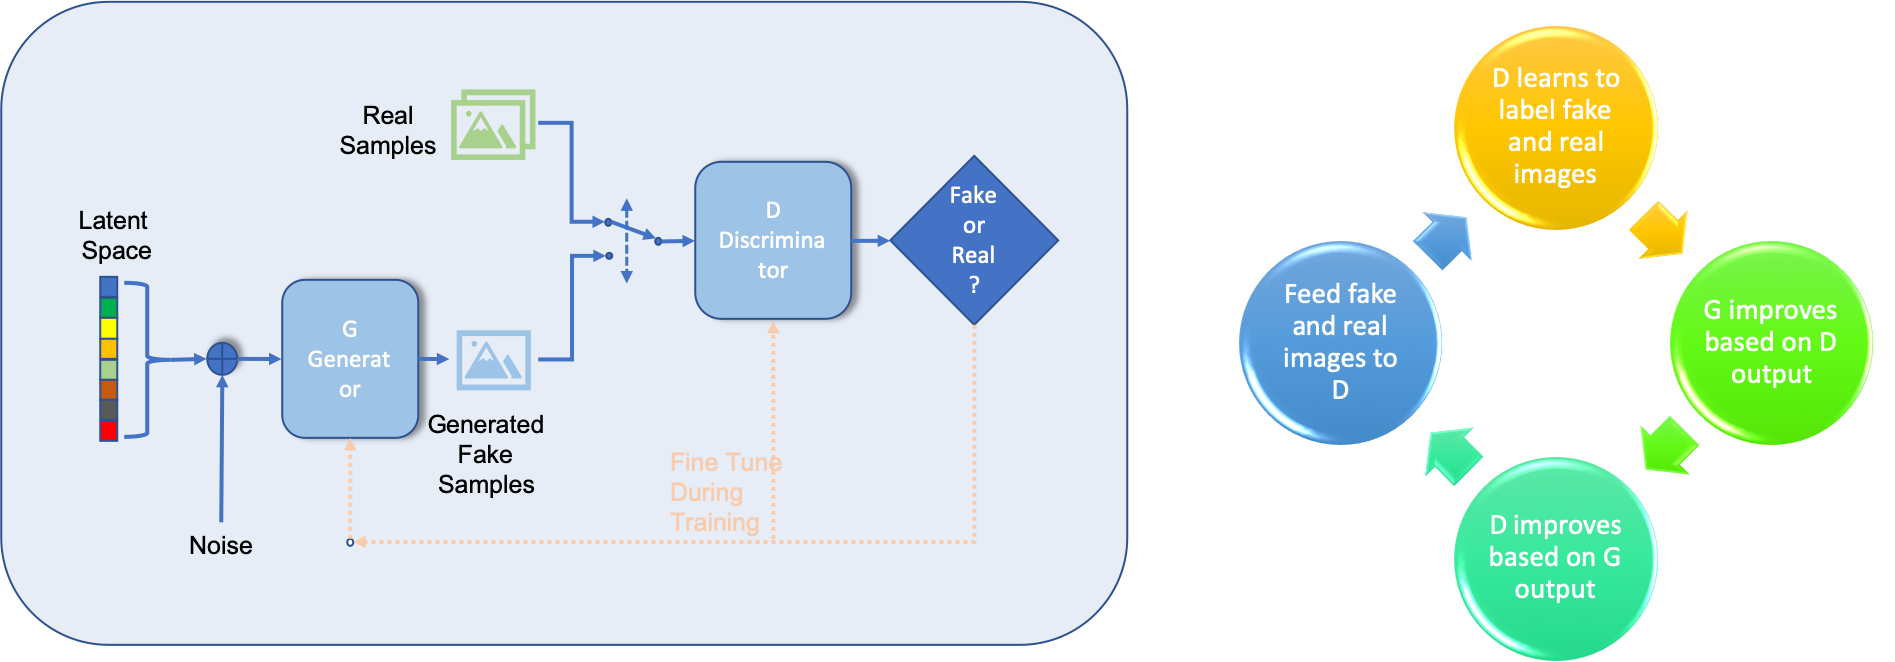 Real
Samples
Latent
Space
G
Generat
or
Noise
Generated
Fake
Samples
D
Discrimina
tor
Fake
or
Real
?
Fine Tune
During
Training
D learns to
label fake
and real
images
G improves
based on D
output
D improves
based on G
output
Feed fake
and real
images to
D